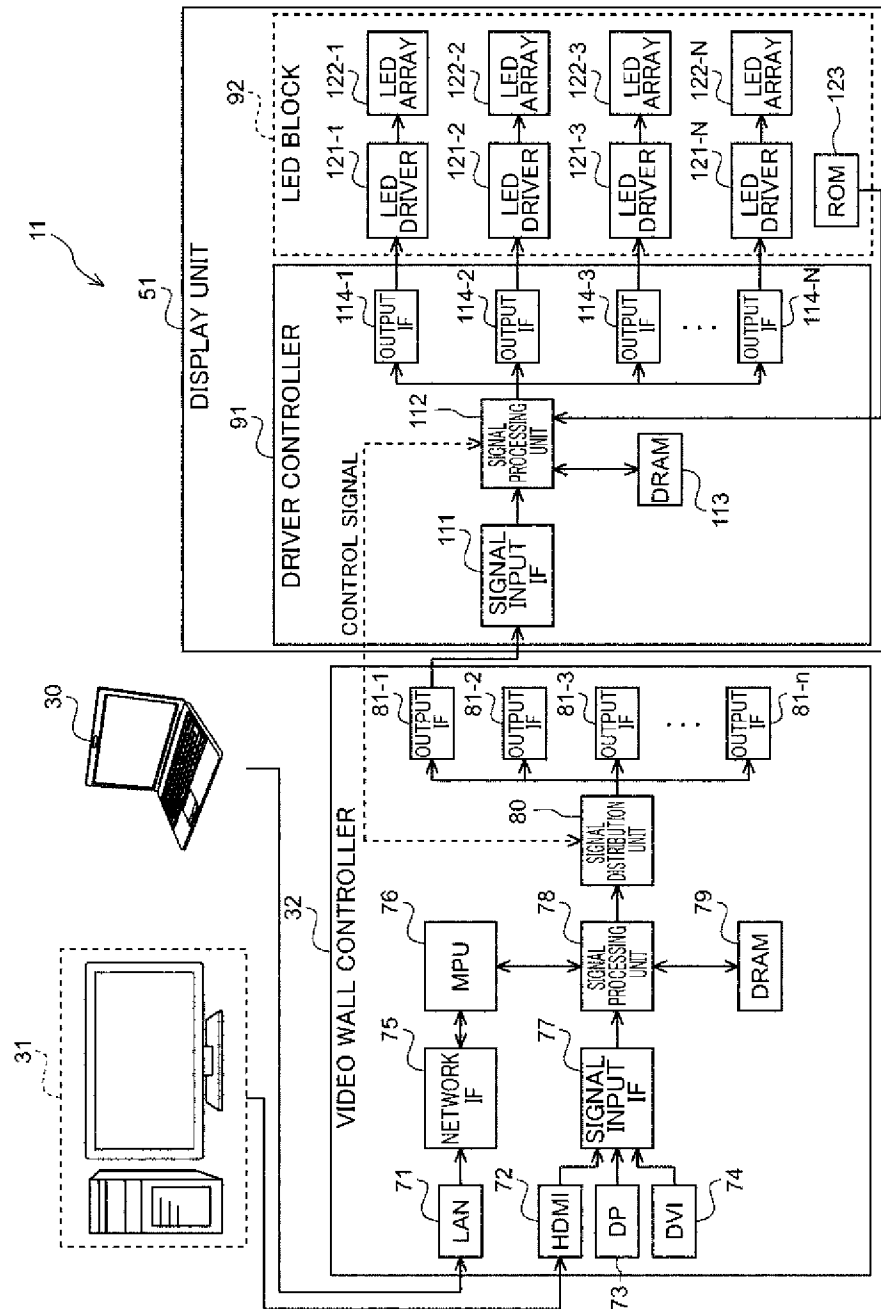 11
31
30
32
VIDEO WALL CONTROLLER
71
LAN
75
NETWORK
IF
76
MPU
72
HDMI
DP
73
DVI
74
77
SIGNAL
INPUT
IF
78
SIGNAL
PROCESSING
UNIT
79
DRAM
80
SIGNAL
DISTRIBUTION
UNIT
81-1
OUTPUT
IF
81-2
OUTPUT
IF
81-3
OUTPUT
IF
. . .
81-n
OUTPUT
IF
51
DISPLAY UNIT
91
DRIVER CONTROLLER
CONTROL SIGNAL
111
SIGNAL
INPUT
IF
112
SIGNAL
PROCESSING
UNIT
DRAM
113
114-1
OUTPUT
IF
114-2
OUTPUT
IF
114-3
OUTPUT
IF
. . .
114-N
OUTPUT
IF
92
LED BLOCK
121-1
LED
DRIVER
122-1
LED
ARRAY
121-2
LED
DRIVER
122-2
LED
ARRAY
121-3
LED
DRIVER
122-3
LED
ARRAY
121-N
LED
DRIVER
122-N
LED
ARRAY
ROM
123